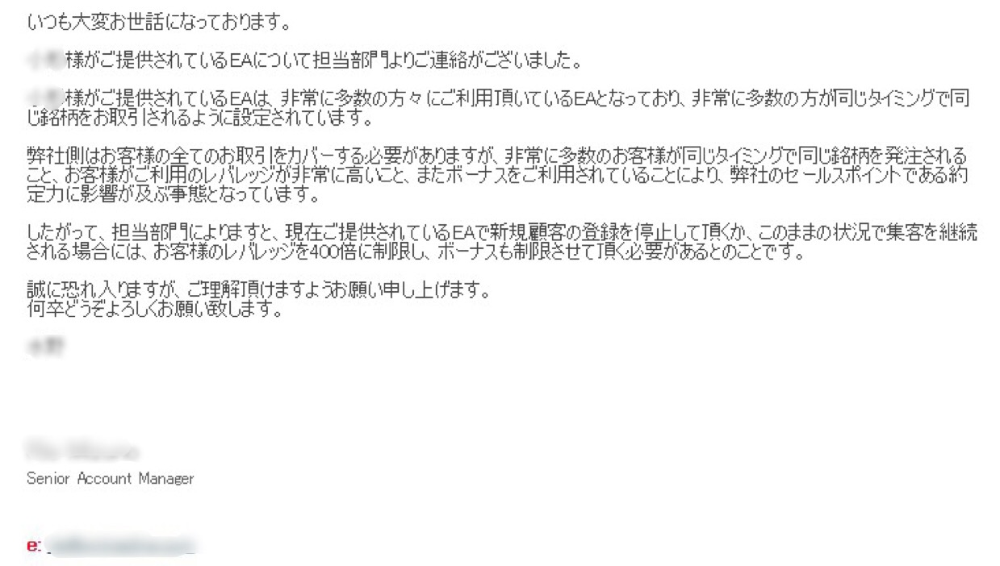 いつも大変お世話になっております。
様がご提供されているEAについて担当部門よりご連絡がございました。
様がご提供されているEAは、非常に多数の方々にご利用頂いているEAとなっており、非常に多数の方が同じタイミングで同
じ銘柄をお取引されるように設定されています。
弊社側はお客様の全てのお取引をカバーする必要がありますが、非常に多数のお客様が同じタイミングで同じ銘柄を発注される
こと、お客様がご利用のレバレッジが非常に高いこと、またボーナスをご利用されていることにより、弊社のセールスポイントである約
定力に影響が及ぶ事態となっています。
したがって、担当部門によりますと、現在ご提供されているEAで新規顧客の登録を停止して頂くか、このままの状況で集客を継続
される場合には、お客様のレバレッジを400倍に制限し、ボーナスも制限させて頂く必要があるとのことです。
誠に恐れ入りますが、ご理解頂けますようお願い申し上げます。
何卒どうぞよろしくお願い致します。
Senior Account Manager
e: